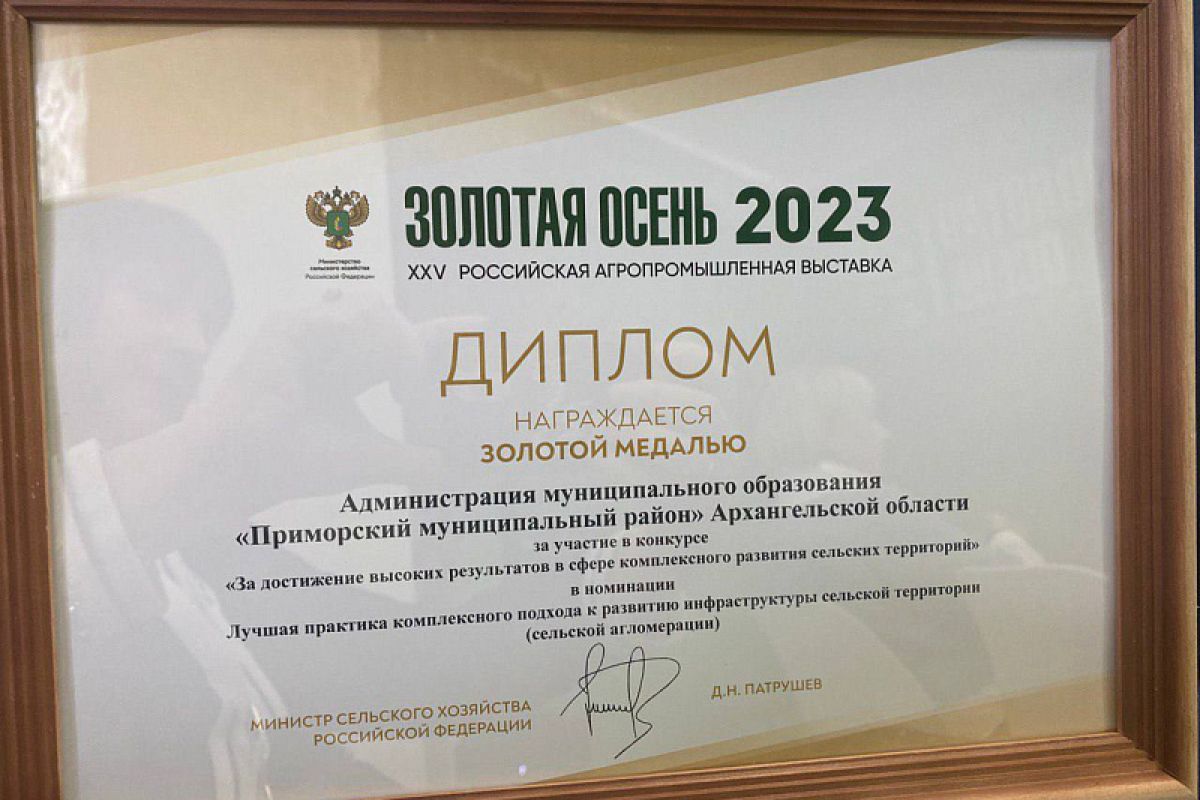 Министерство
сельского хозяйства
Российской Федерации
ЗОЛОТАЯ ОСЕНЬ 2023
XXV РОССИЙСКАЯ АГРОПРОМЫШЛЕННАЯ ВЫСТАВКА
ДИПЛОМ
НАГРАЖДАЕТСЯ
ЗОЛОТОЙ МЕДАЛЬЮ
Администрация муниципального образования
«Приморский муниципальный район» Архангельской области
за участие в конкурсе
«За достижение высоких результатов в сфере комплексного развития сельских территорий»
в номинации
Лучшая практика комплексного подхода к развитию инфраструктуры сельской территории
(сельской агломерации)
МИНИСТР СЕЛЬСКОГО ХОЗЯЙСТВА
РОССИЙСКОЙ ФЕДЕРАЦИИ
Д.Н. ПАТРУШЕВ